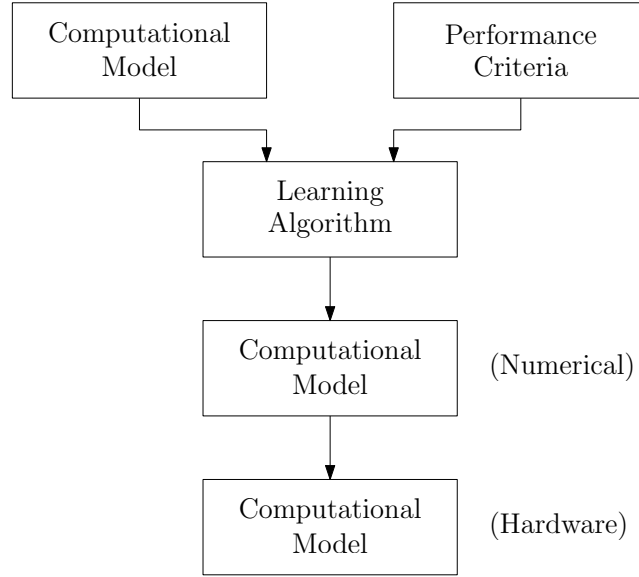 Computational
Model
Performance
Criteria
Learning
Algorithm
Computational
Model
(Numerical)
Computational
Model
(Hardware)